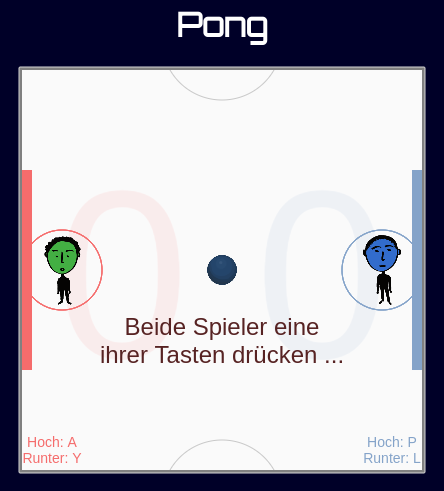 Pong
0 0
Beide Spieler eine
ihrer Tasten drücken ...
Hoch: A
Runter: Y
Hoch: P
Runter: L